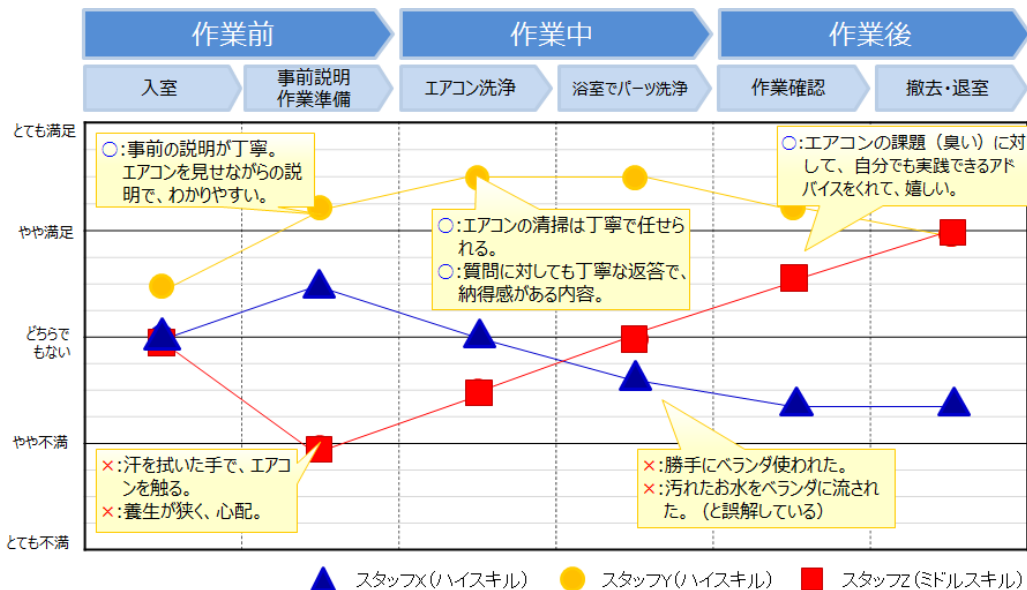 作業前
作業中
作業後
入室
事前説明
作業準備
エアコン洗浄
浴室でパーツ洗浄
作業確認
撤去・退室
とても満足
やや満足
どちらで
もない
やや不満
とても不満
○:事前の説明が丁寧。
エアコンを見せながらの説
明で、わかりやすい。
○:エアコンの清掃は丁寧で任せら
れる。
○:質問に対しても丁寧な返答で、
納得感がある内容。
○:エアコンの課題（臭い）に対
して、自分でも実践できるアド
バイスをくれて、嬉しい。
×:汗を拭いた手で、エアコ
ンを触る。
×:養生が狭く、心配。
×:勝手にベランダ使われた。
×:汚れたお水をベランダに流され
た。（と誤解している）
スタッフX（ハイスキル）
スタッフY（ハイスキル）
スタッフZ（ミドルスキル）